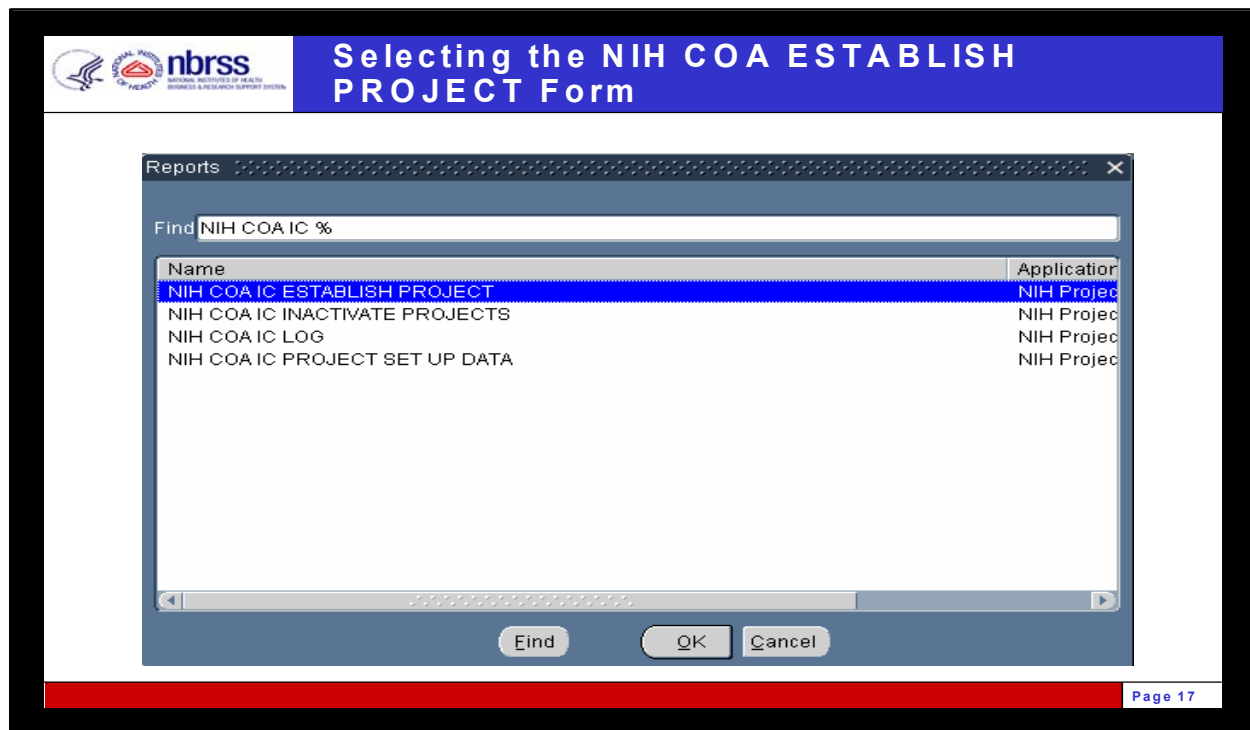 nbrss
NATIONAL INSTITUTES OF HEALTH
BUSINESS & RESEARCH SUPPORT SYSTEM
Selecting the NIH COA ESTABLISH
PROJECT Form
Reports
Find NIH COA IC %
Name Application
NIH COA IC ESTABLISH PROJECT NIH Projec
NIH COA IC INACTIVATE PROJECTS NIH Projec
NIH COA IC LOG NIH Projec
NIH COA IC PROJECT SET UP DATA NIH Projec
Find OK Cancel
Page 17